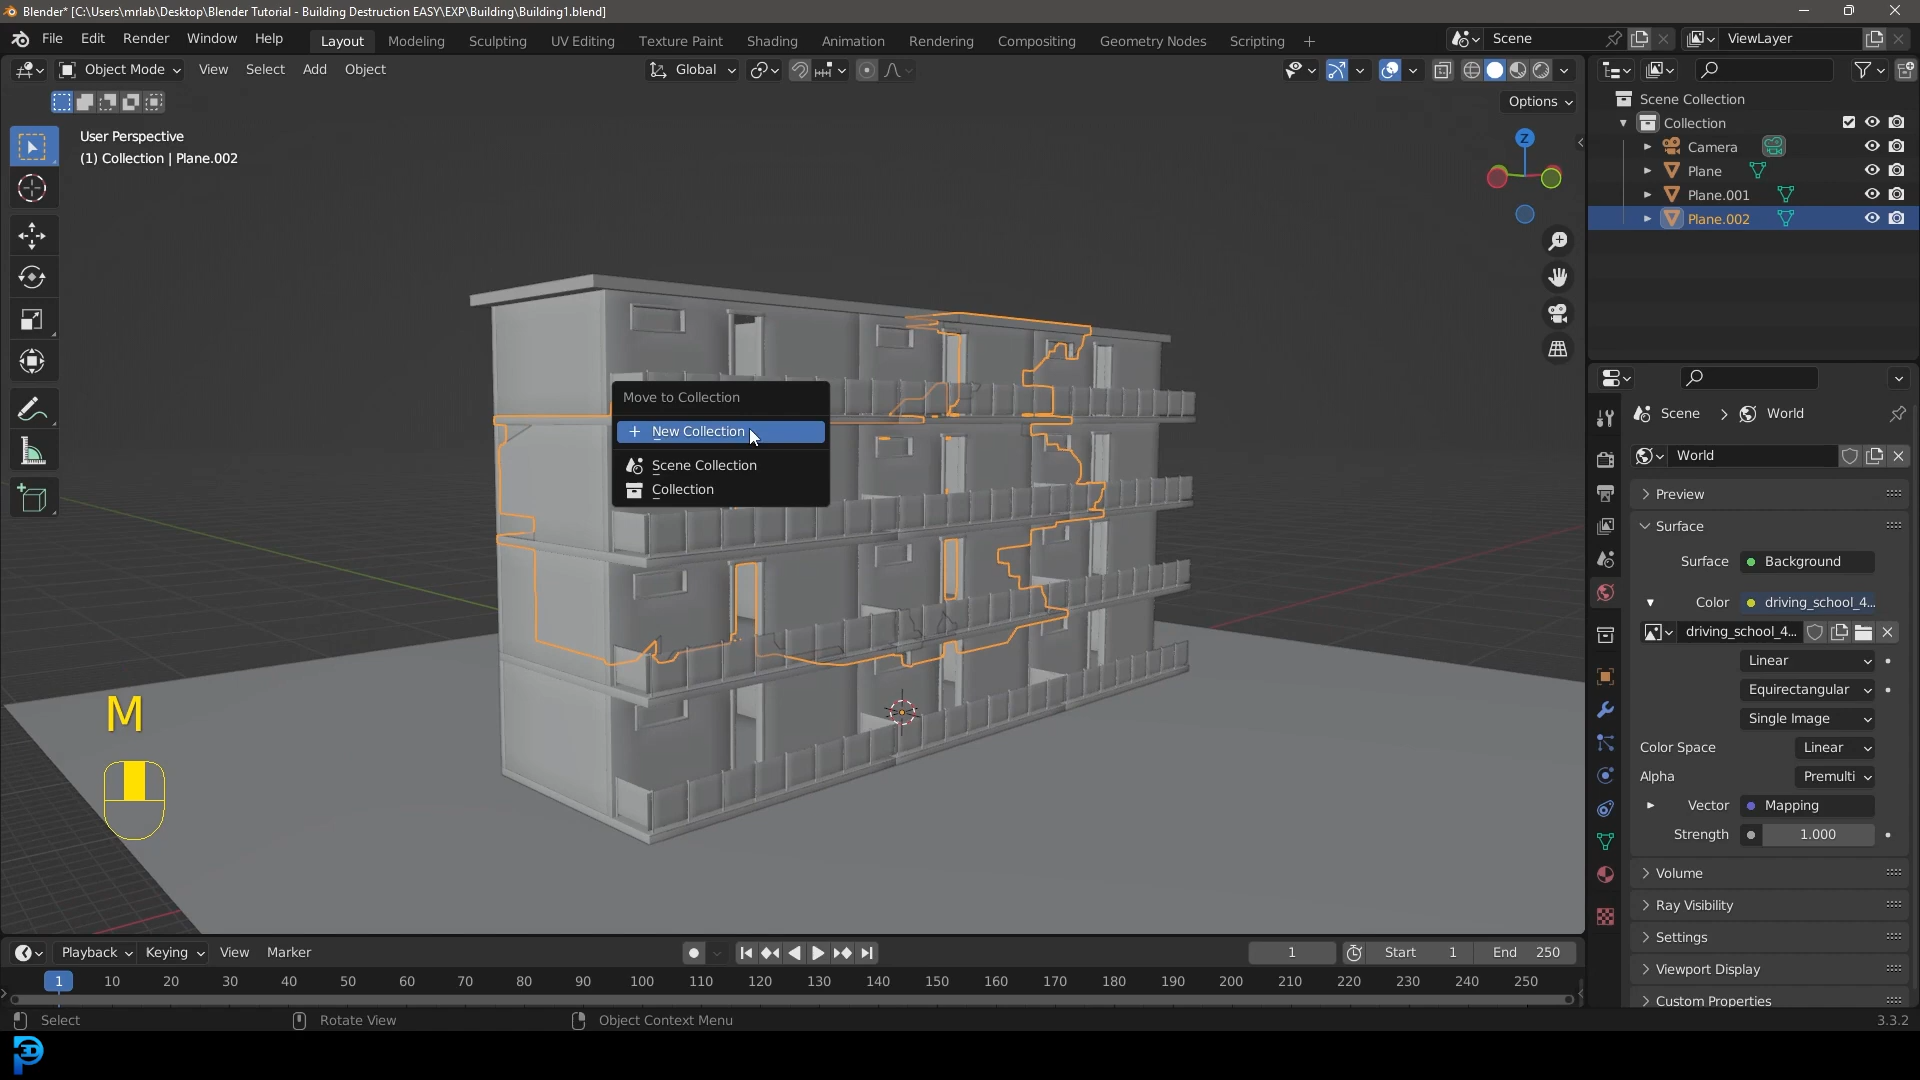 Blender* [C:\Users\mrlab\Desktop\Blender Tutorial - Building Destruction EASY\EXP\Building\Building1.blend]
File Edit Render Window Help
Layout Modeling Sculpting UV Editing Texture Paint Shading Animation Rendering Compositing Geometry Nodes Scripting +
Scene
ViewLayer
Object Mode View Select Add Object
Global
Options
User Perspective
(1) Collection | Plane.002
Z
Scene Collection
Collection
Camera
Plane
Plane.001
Plane.002
Move to Collection
New Collection
Scene Collection
Collection
M
Scene > World
World
Preview
Surface
Surface Background
Color driving_school_4...
driving_school_4...
Linear
Equirectangular
Single Image
Color Space Linear
Alpha Premulti
Vector Mapping
Strength 1.000
Volume
Ray Visibility
Settings
Viewport Display
Custom Properties
Playback Keying View Marker
1
Start 1
End 250
1 10 20 30 40 50 60 70 80 90 100 110 120 130 140 150 160 170 180 190 200 210 220 230 240 250
Select
Rotate View
Object Context Menu
3.3.2
3D